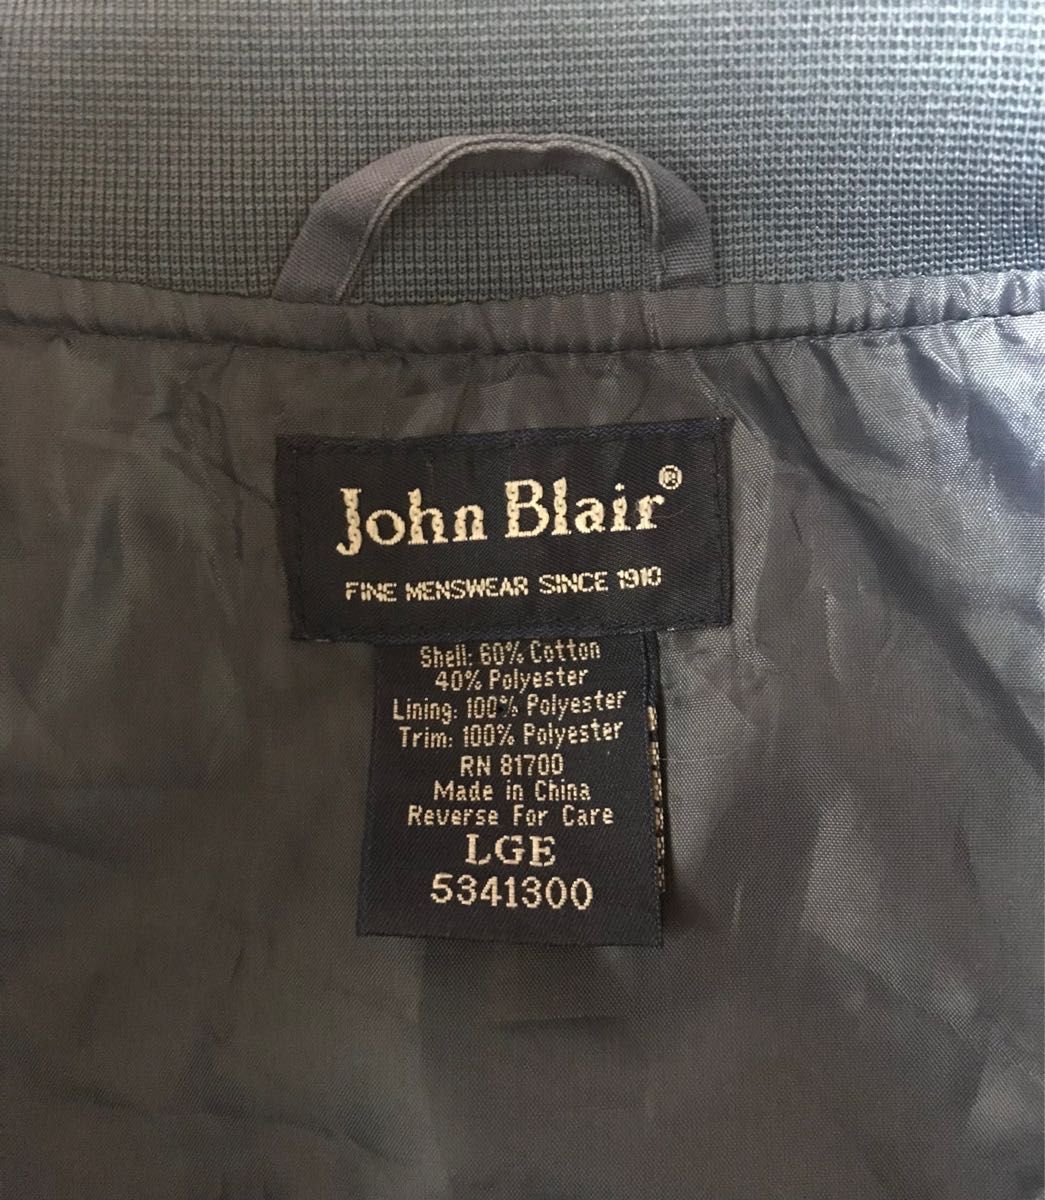 John Blair®
FINE MENSWEAR SINCE 1910
Shell: 60% Cotton
40% Polyester
Lining: 100% Polyester
Trim: 100% Polyester
RN 81700
Made in China
Reverse For Care
LGE
5341300